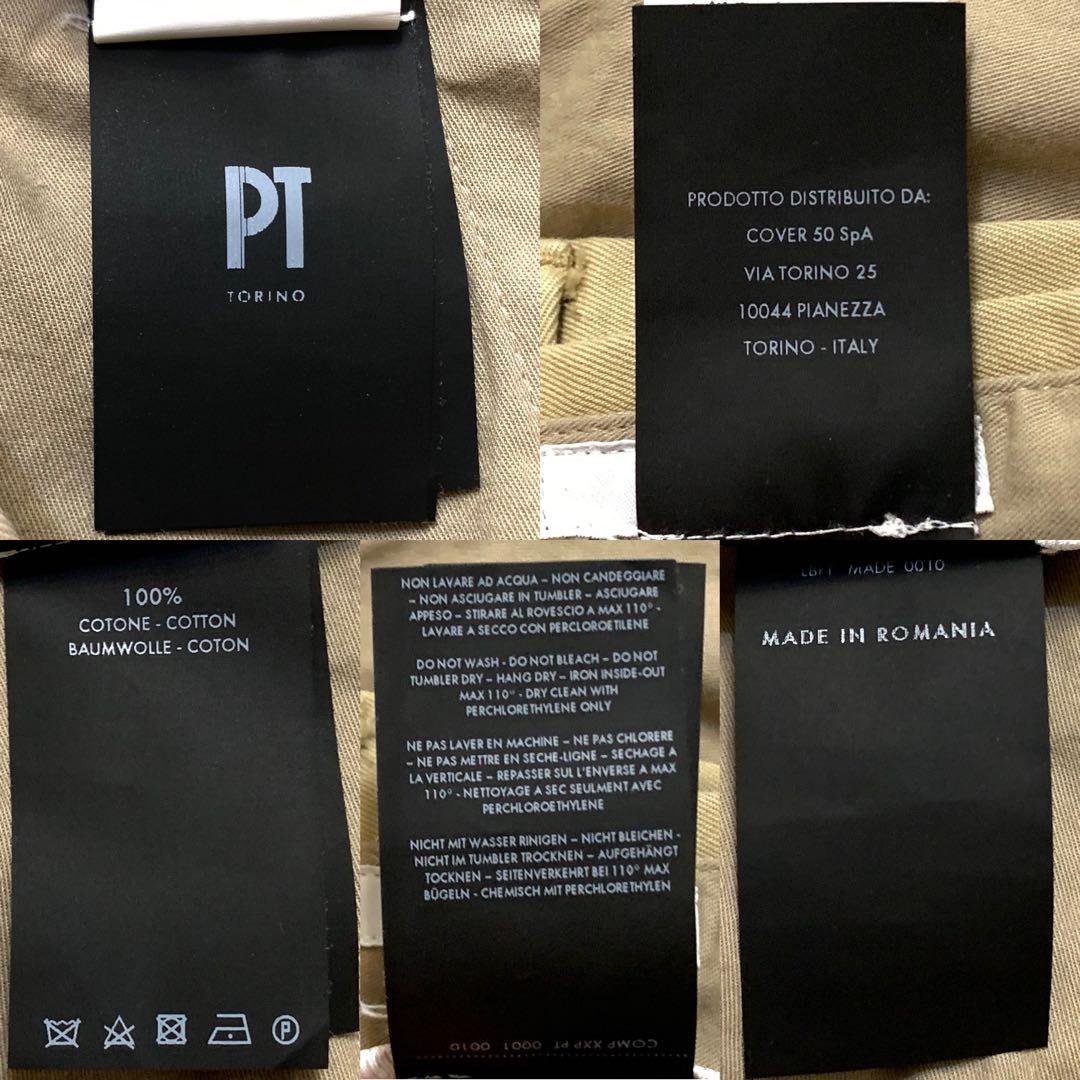 PT
TORINO
PRODOTTO DISTRIBUITO DA:
COVER 50 SpA
VIA TORINO 25
10044 PIANEZZA
TORINO - ITALY
100%
COTONE - COTTON
BAUMWOLLE - COTON
P
NON LAVARE AD ACQUA – NON CANDEGGIARE
– NON ASCIUGARE IN TUMBLER – ASCIUGARE
APPESO – STIRARE AL ROVESCIO A MAX 110° -
LAVARE A SECCO CON PERCLOROETILENE
DO NOT WASH - DO NOT BLEACH – DO NOT
TUMBLER DRY – HANG DRY – IRON INSIDE-OUT
MAX 110° - DRY CLEAN WITH
PERCHLORETHYLENE ONLY
NE PAS LAVER EN MACHINE – NE PAS CHLORERE
– NE PAS METTRE EN SECHE-LIGNE – SECHAGE A
LA VERTICALE – REPASSER SUL L'ENVERSE A MAX
110° - NETTOYAGE A SEC SEULMENT AVEC
PERCHLOROETHYLENE
NICHT MIT WASSER RINIGEN – NICHT BLEICHEN -
NICHT IM TUMBLER TROCKNEN – AUFGEHÄNGT
TOCKNEN – SEITENVERKEHRT BEI 110° MAX
BÜGELN - CHEMISCH MIT PERCHLORETHYLEN
COMP XXP PT 0001 0010
MADE 0010
MADE IN ROMANIA